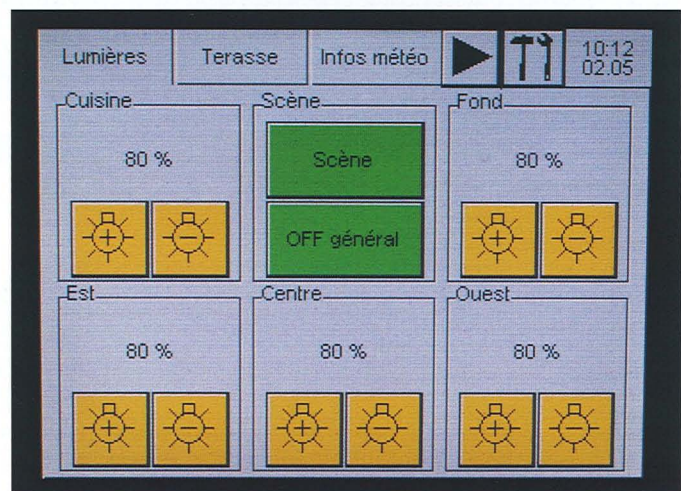 Lumières
Terasse
Infos météo
10:12
02.05
Cuisine
80 %
Scène
Scène
OFF général
Fond
80 %
Est
80 %
Centre
80 %
Ouest
80 %